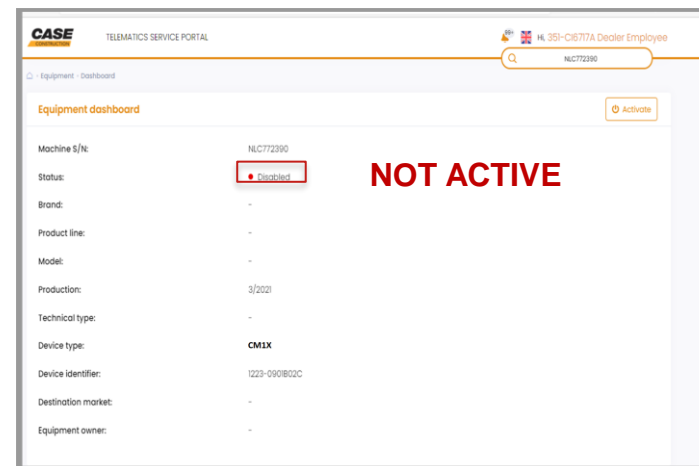 CASE
CONSTRUCTION
TELEMATICS SERVICE PORTAL
99+
Hi, 351-CI6717A Dealer Employee
NLC772390
Equipment - Dashboard
Equipment dashboard
Activate
Machine S/N: NLC772390
Status: Disabled
NOT ACTIVE
Brand: -
Product line: -
Model: -
Production: 3/2021
Technical type: -
Device type: CM1X
Device identifier: 1223-0901B02C
Destination market: -
Equipment owner: -